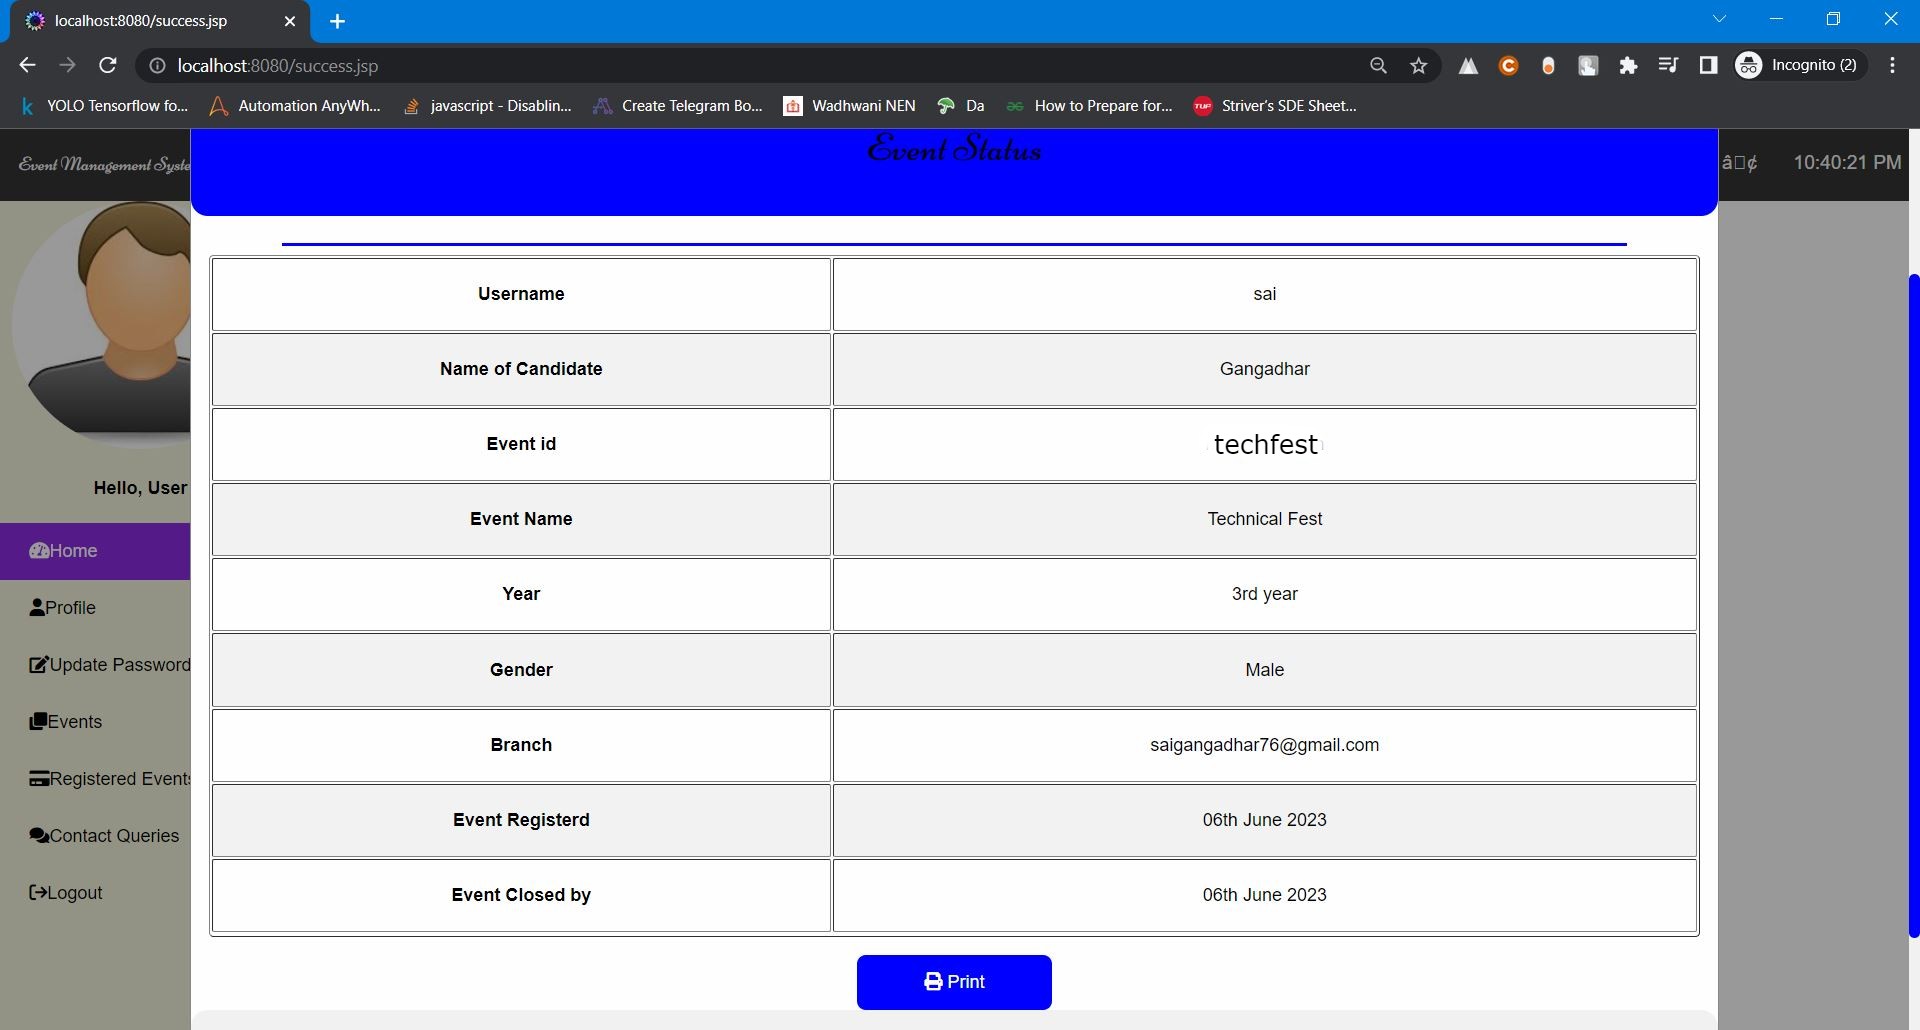 localhost:8080/success.jsp
localhost:8080/success.jsp
Incognito (2)
YOLO Tensorflow fo...
Automation AnyWh...
javascript - Disablin...
Create Telegram Bo...
Wadhwani NEN
Da
How to Prepare for...
TUF
Striver's SDE Sheet...
Event Management Syste
Event Status
10:40:21 PM
Username sai
Name of Candidate Gangadhar
Event id techfest
Hello, User
Event Name Technical Fest
Home
Year 3rd year
Profile
Update Password
Gender Male
Events
Branch saigangadhar76@gmail.com
Registered Events
Event Registerd 06th June 2023
Contact Queries
Event Closed by 06th June 2023
Logout
Print